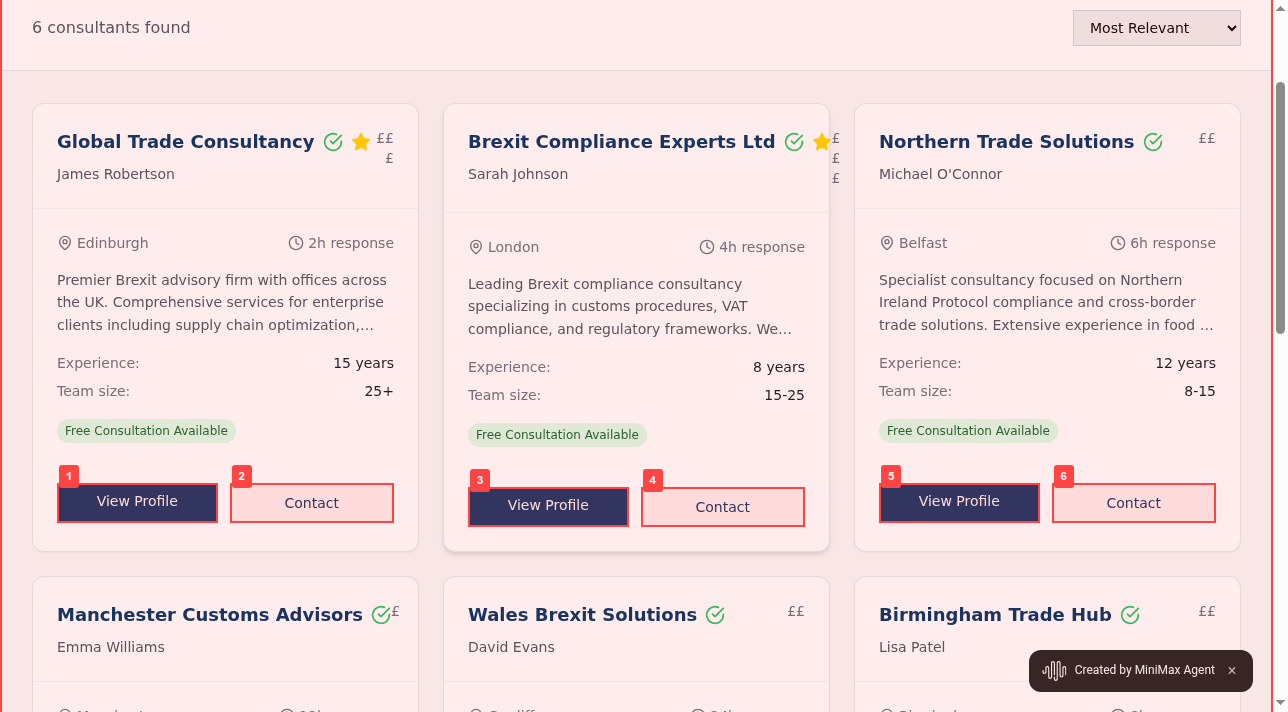 6 consultants found
Most Relevant
Global Trade Consultancy
££
£
James Robertson
Edinburgh
2h response
Premier Brexit advisory firm with offices across
the UK. Comprehensive services for enterprise
clients including supply chain optimization,...
Experience:
15 years
Team size:
25+
Free Consultation Available
1
View Profile
2
Contact
Brexit Compliance Experts Ltd
£
£
£
Sarah Johnson
London
4h response
Leading Brexit compliance consultancy
specializing in customs procedures, VAT
compliance, and regulatory frameworks. We...
Experience:
8 years
Team size:
15-25
Free Consultation Available
3
View Profile
4
Contact
Northern Trade Solutions
££
Michael O'Connor
Belfast
6h response
Specialist consultancy focused on Northern
Ireland Protocol compliance and cross-border
trade solutions. Extensive experience in food ...
Experience:
12 years
Team size:
8-15
Free Consultation Available
5
View Profile
6
Contact
Manchester Customs Advisors
£
Emma Williams
Wales Brexit Solutions
££
David Evans
Birmingham Trade Hub
££
Lisa Patel
Created by MiniMax Agent
×